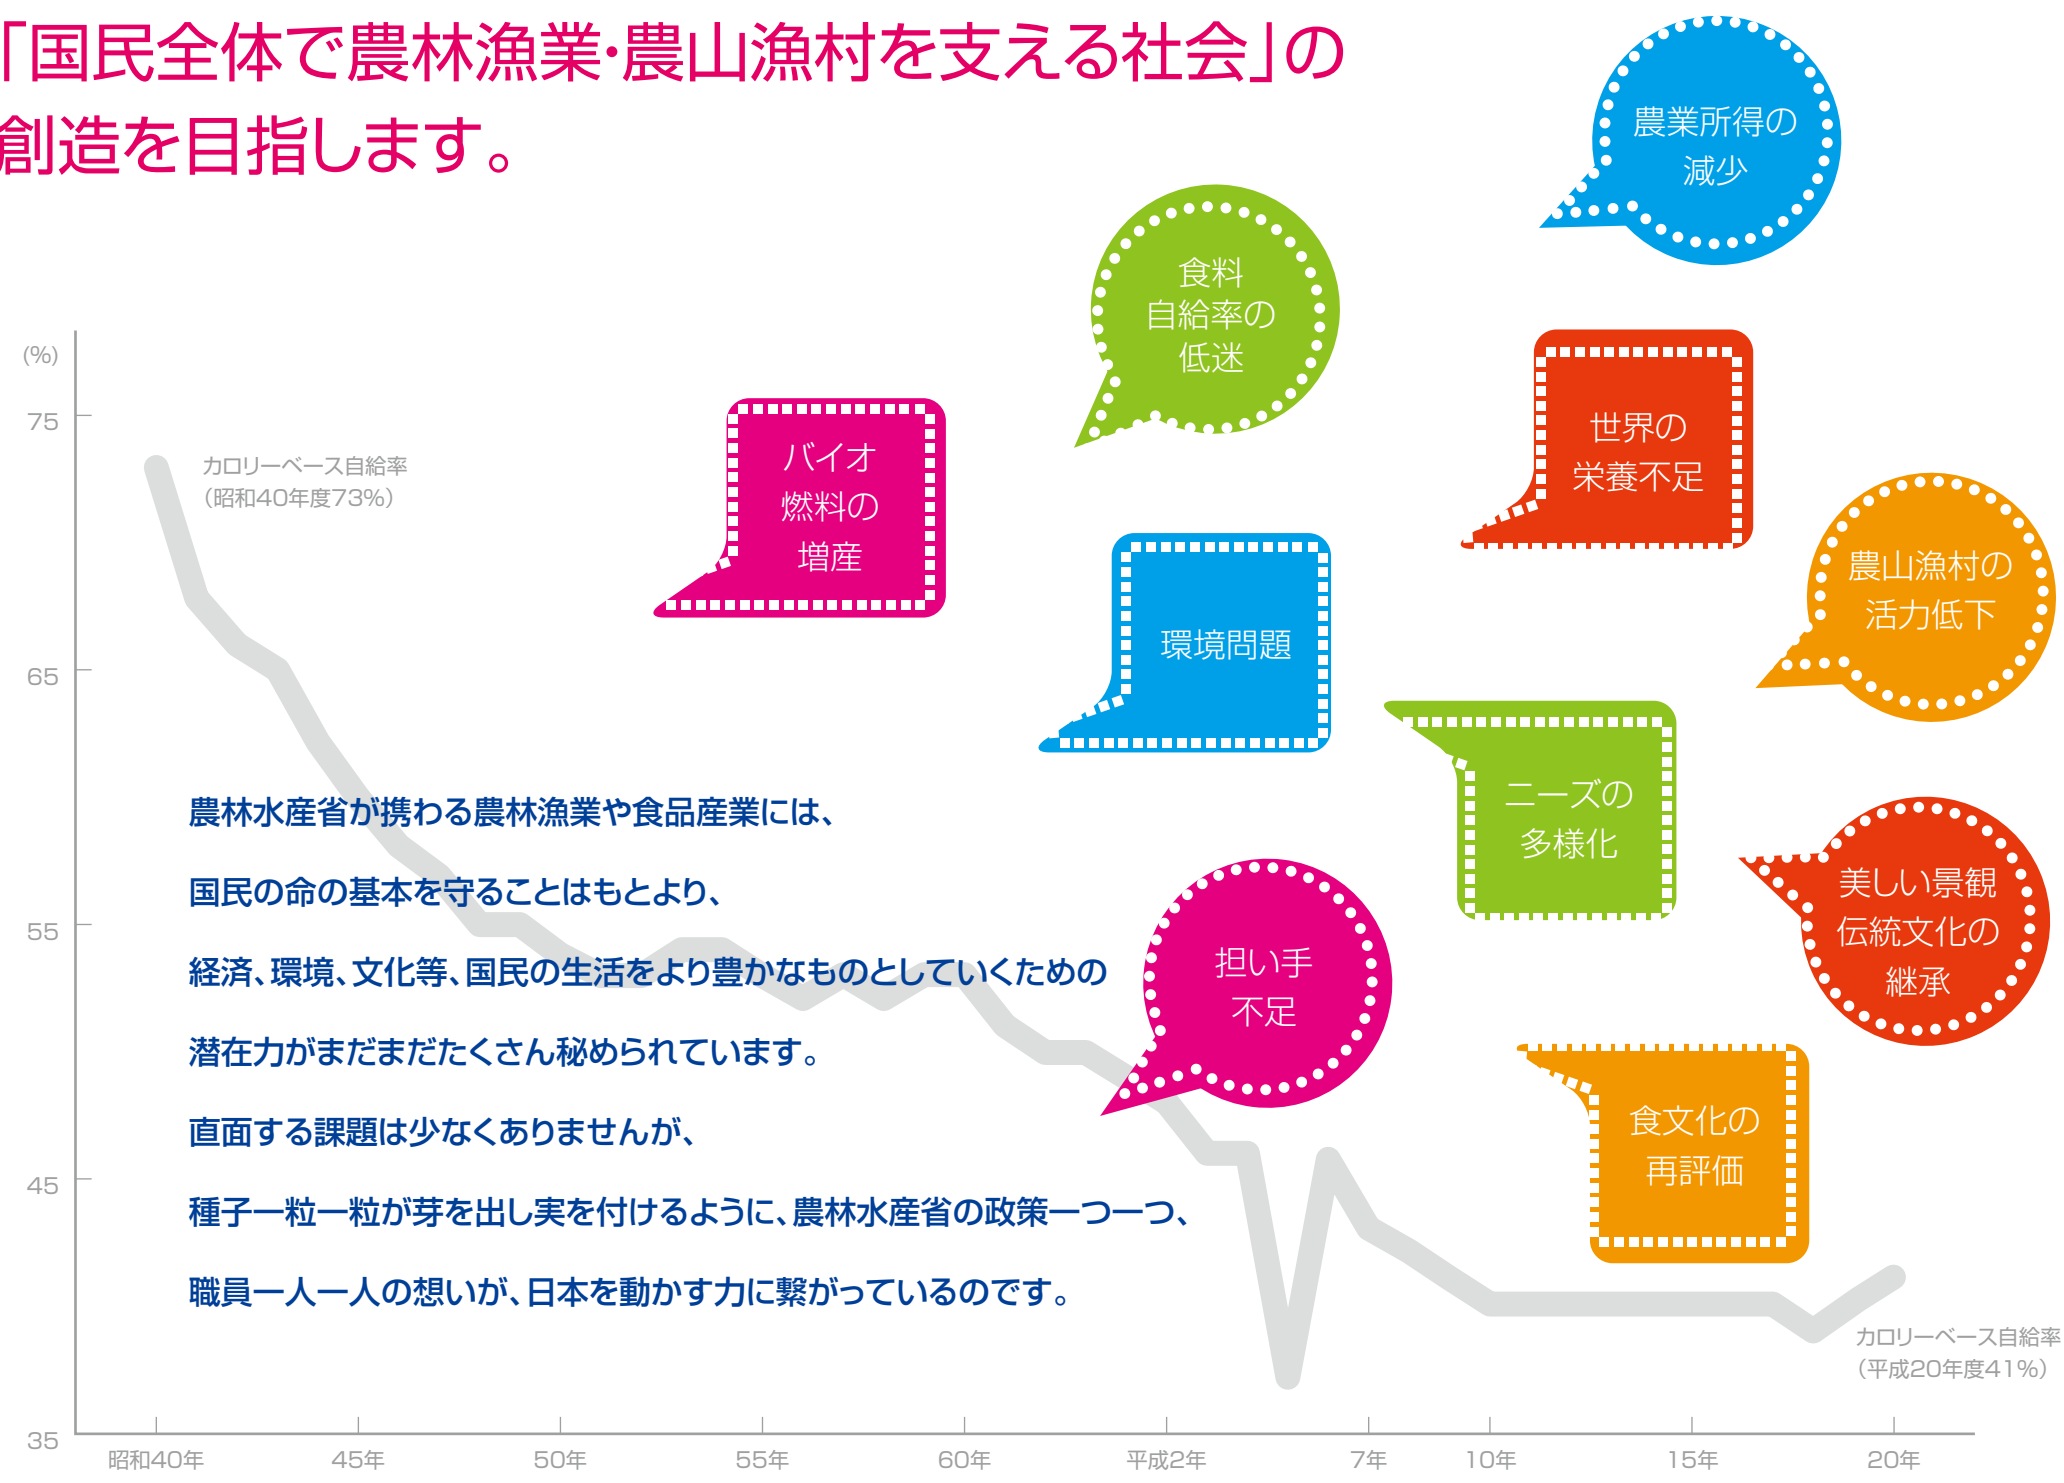 「国民全体で農林漁業・農山漁村を支える社会」の
創造を目指します。
農業所得の
減少
食料
自給率の
低迷
世界の
栄養不足
バイオ
燃料の
増産
農山漁村の
活力低下
環境問題
ニーズの
多様化
美しい景観
伝統文化の
継承
担い手
不足
食文化の
再評価
(%)
75
65
55
45
35
カロリーベース自給率
（昭和40年度73%）
農林水産省が携わる農林漁業や食品産業には、
国民の命の基本を守ることはもとより、
経済、環境、文化等、国民の生活をより豊かなものとしていくための
潜在力がまだまだたくさん秘められています。
直面する課題は少なくありませんが、
種子一粒一粒が芽を出し実を付けるように、農林水産省の政策一つ一つ、
職員一人一人の想いが、日本を動かす力に繋がっているのです。
カロリーベース自給率
（平成20年度41%）
昭和40年 45年 50年 55年 60年 平成2年 7年 10年 15年 20年